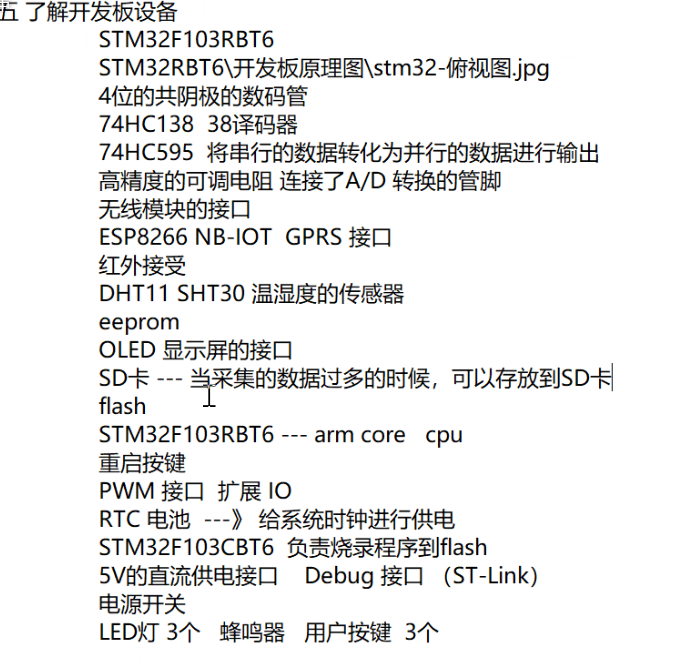 五 了解开发板设备
STM32F103RBT6
STM32RBT6\开发板原理图\stm32-俯视图.jpg
4位的共阴极的数码管
74HC138 38译码器
74HC595 将串行的数据转化为并行的数据进行输出
高精度的可调电阻 连接了A/D 转换的管脚
无线模块的接口
ESP8266 NB-IOT GPRS 接口
红外接受
DHT11 SHT30 温湿度的传感器
eeprom
OLED 显示屏的接口
SD卡 --- 当采集的数据过多的时候，可以存放到SD卡
flash
STM32F103RBT6 --- arm core cpu
重启按键
PWM 接口 扩展 IO
RTC 电池 ---》 给系统时钟进行供电
STM32F103CBT6 负责烧录程序到flash
5V的直流供电接口 Debug 接口 （ST-Link）
电源开关
LED灯 3个 蜂鸣器 用户按键 3个